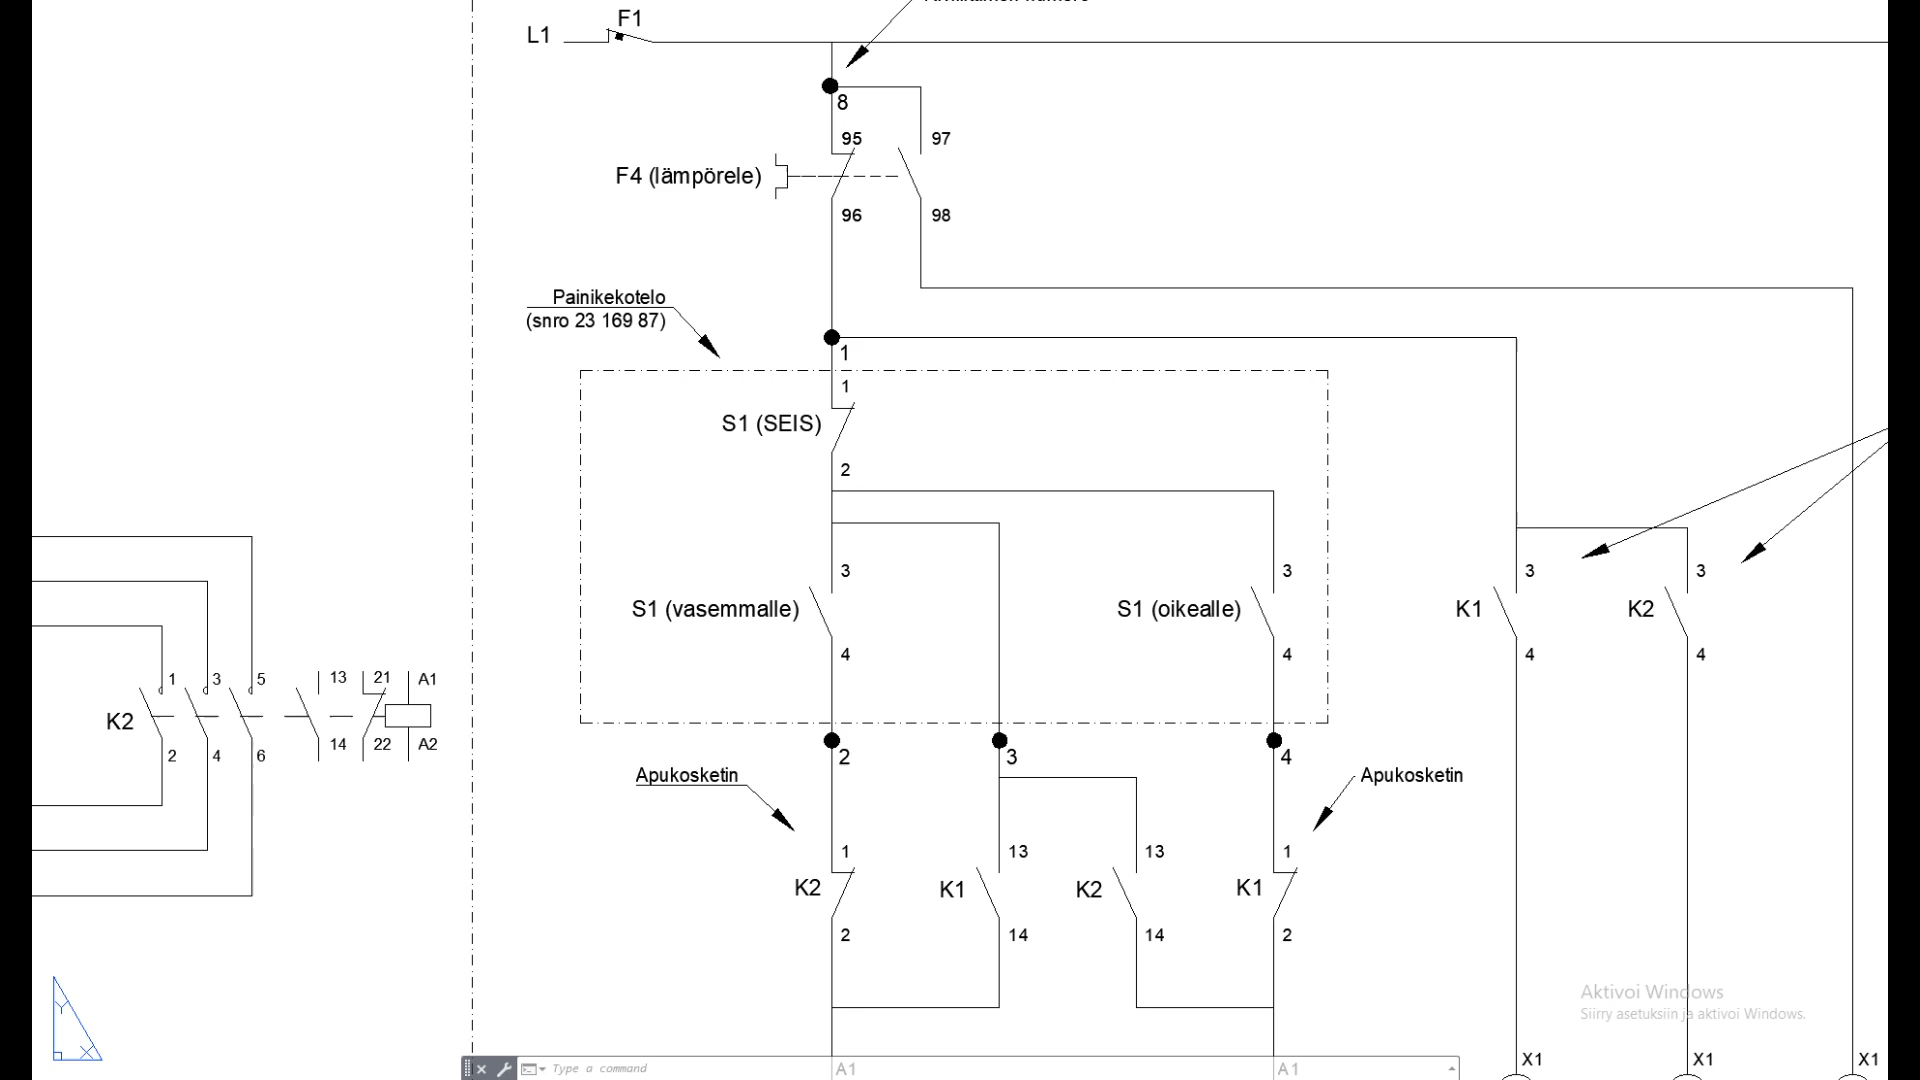 F1
L1
8
95
97
F4 (lämpörele)
96
98
Painikekotelo
(snro 23 169 87)
1
1
S1 (SEIS)
2
3
3
3
3
S1 (vasemmalle)
S1 (oikealle)
K1
K2
4
4
4
4
1
3
5
13
21
A1
K2
2
4
6
14
22
A2
2
3
4
Apukosketin
Apukosketin
1
13
13
1
K2
K1
K2
K1
2
14
14
2
Aktivoi Windows
Siirry asetuksiin ja aktivoi Windows.
Y
X
Type a command
A1
A1
X1
X1
X1